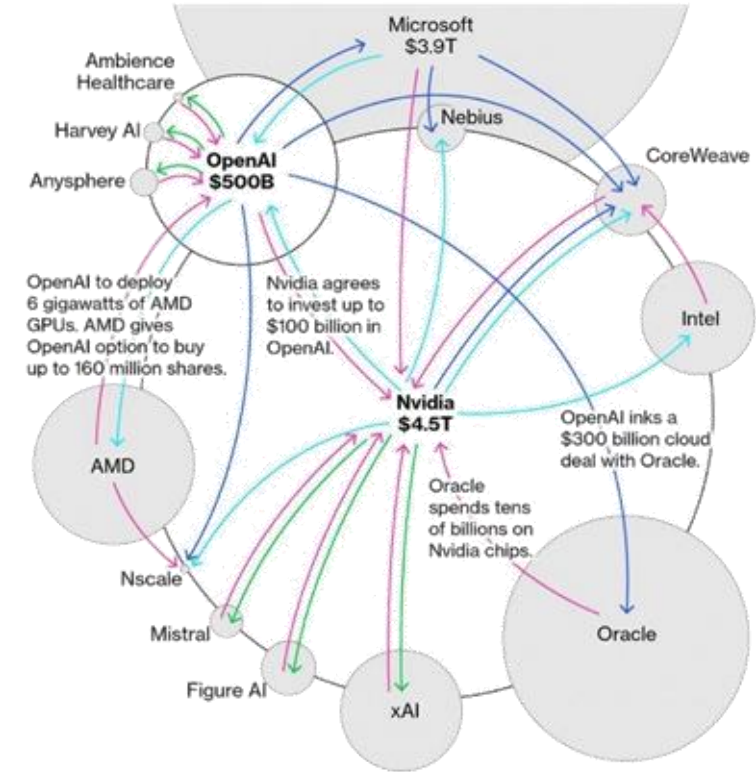 Microsoft
$3.9T
Ambience
Healthcare
Harvey AI
Anysphere
OpenAI
$500B
Nebius
CoreWeave
Intel
OpenAI to deploy
6 gigawatts of AMD
GPUs. AMD gives
OpenAI option to buy
up to 160 million shares.
Nvidia agrees
to invest up to
$100 billion in
OpenAI.
Nvidia
$4.5T
OpenAI inks a
$300 billion cloud
deal with Oracle.
AMD
Oracle
spends tens
of billions on
Nvidia chips.
Nscale
Mistral
Figure AI
xAI
Oracle